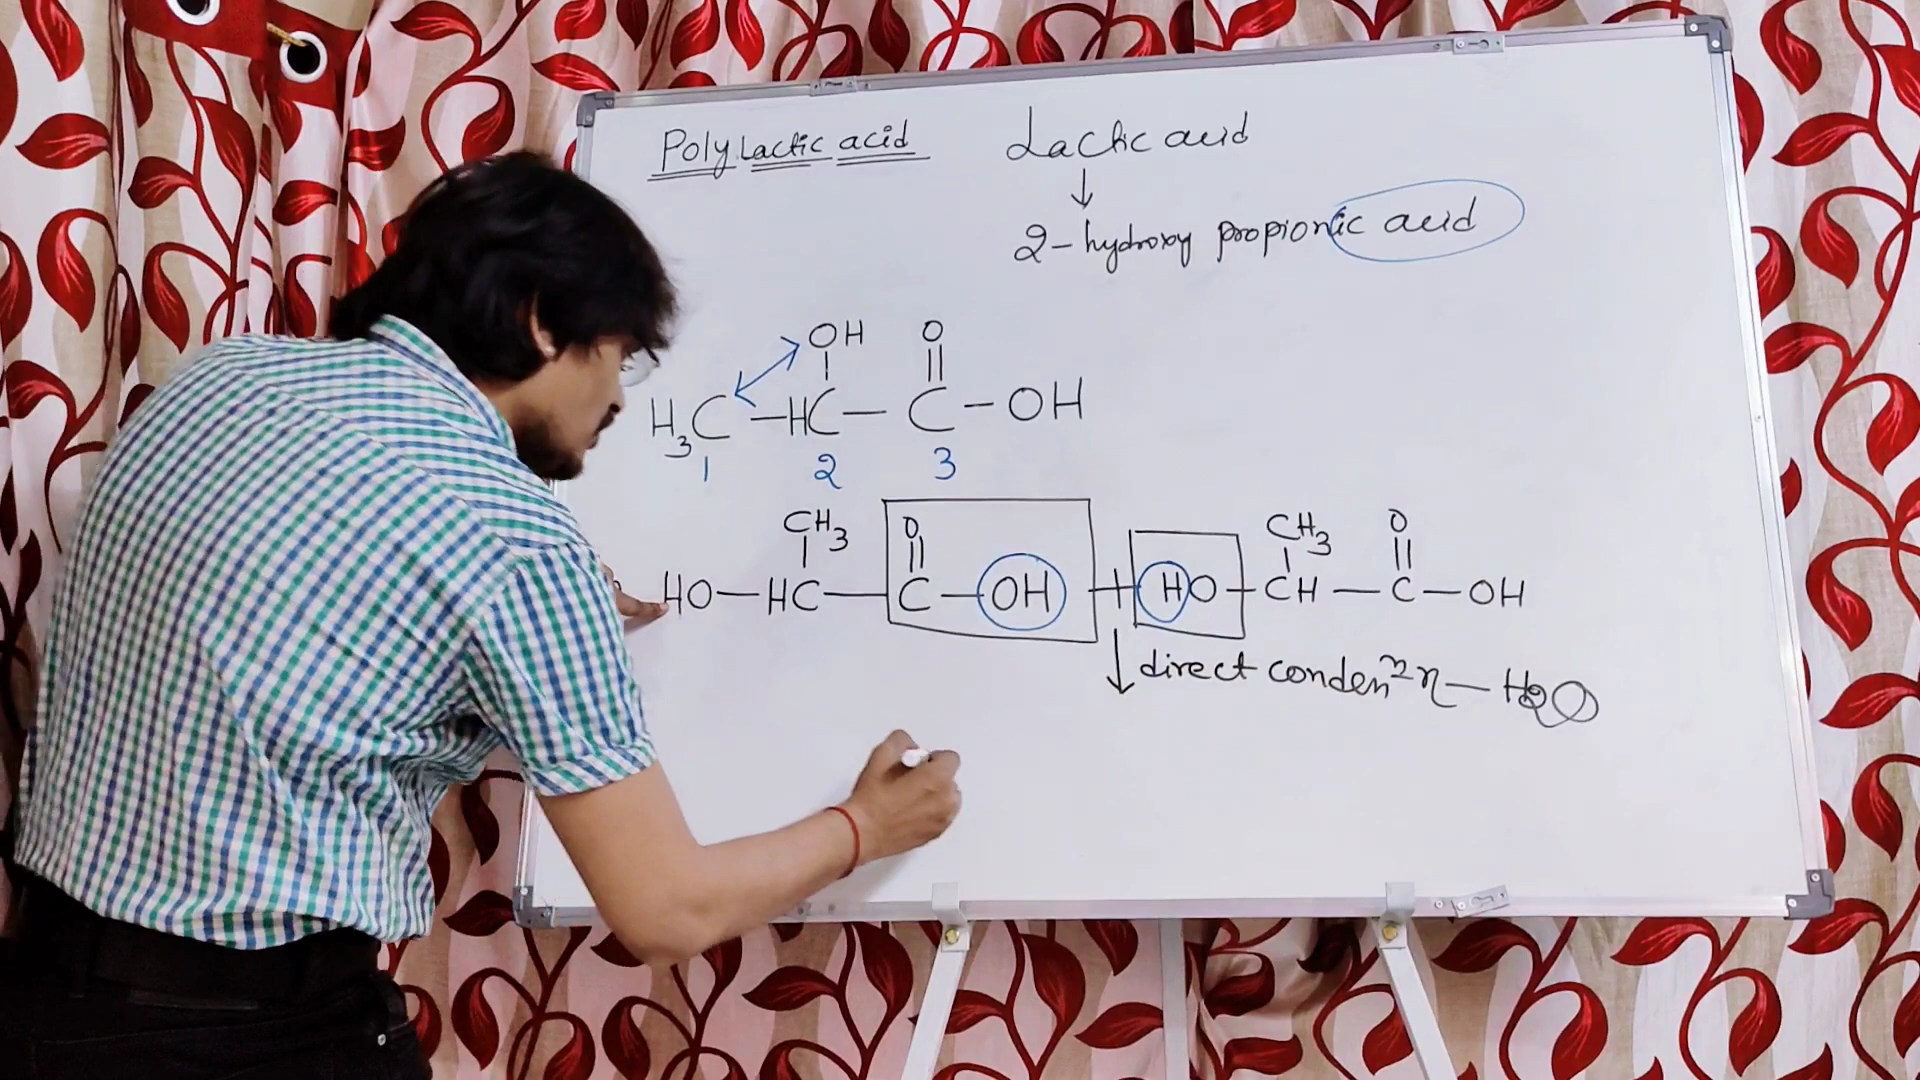 Poly Lactic acid
Lactic acid
↓
2-hydroxy propionic acid
OH O
H3C – HC – C – OH
1 2 3
CH3 O CH3 O
HO – HC – C – OH + HO – CH – C – OH
↓ direct condenⁿ – H2O